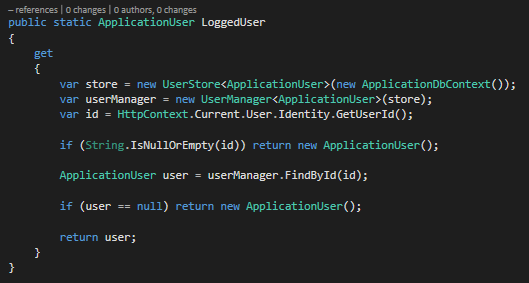 – references | 0 changes | 0 authors, 0 changes
public static ApplicationUser LoggedUser
{
    get
    {
        var store = new UserStore<ApplicationUser>(new ApplicationDbContext());
        var userManager = new UserManager<ApplicationUser>(store);
        var id = HttpContext.Current.User.Identity.GetUserId();

        if (String.IsNullOrEmpty(id)) return new ApplicationUser();

        ApplicationUser user = userManager.FindById(id);

        if (user == null) return new ApplicationUser();

        return user;
    }
}